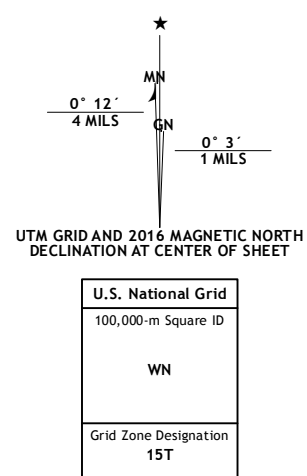 MN
0° 12´
4 MILS
GN
0° 3´
1 MILS
UTM GRID AND 2016 MAGNETIC NORTH
DECLINATION AT CENTER OF SHEET
U.S. National Grid
100,000-m Square ID
WN
Grid Zone Designation
15T